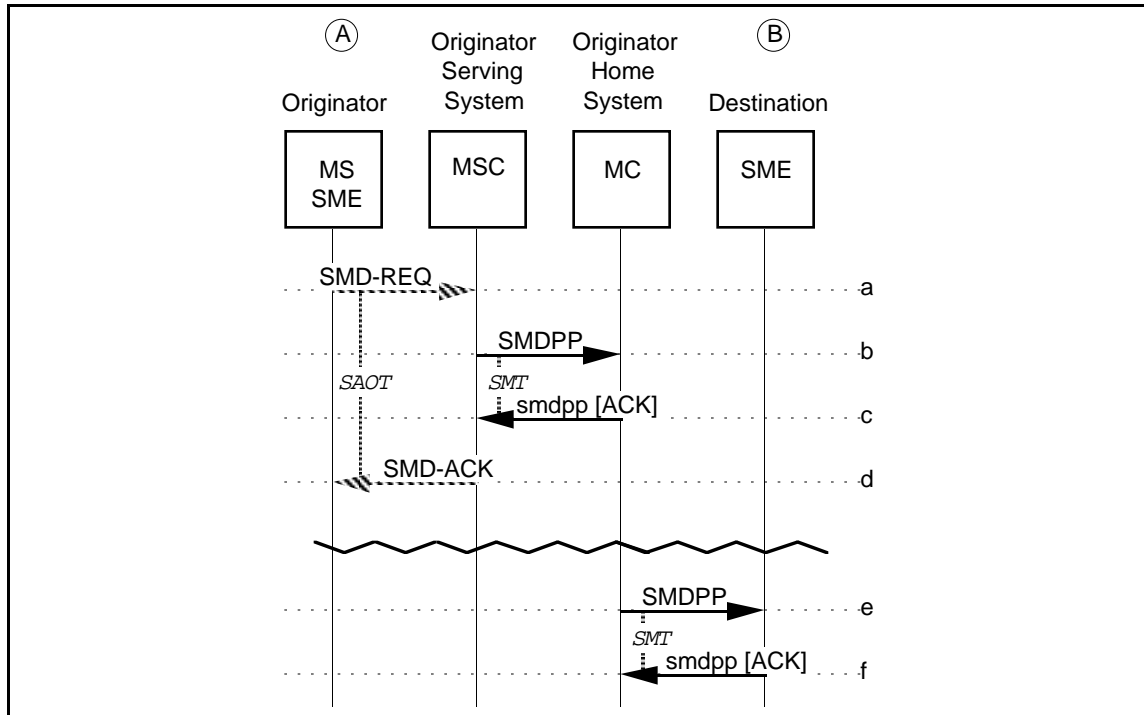 A
Originator
Serving
System
Originator
Home
System
B
Originator
Destination
MS
SME
MSC
MC
SME
SMD-REQ
a
SMDPP
b
SAOT
SMT
smdpp [ACK]
c
SMD-ACK
d
SMDPP
e
SMT
smdpp [ACK]
f